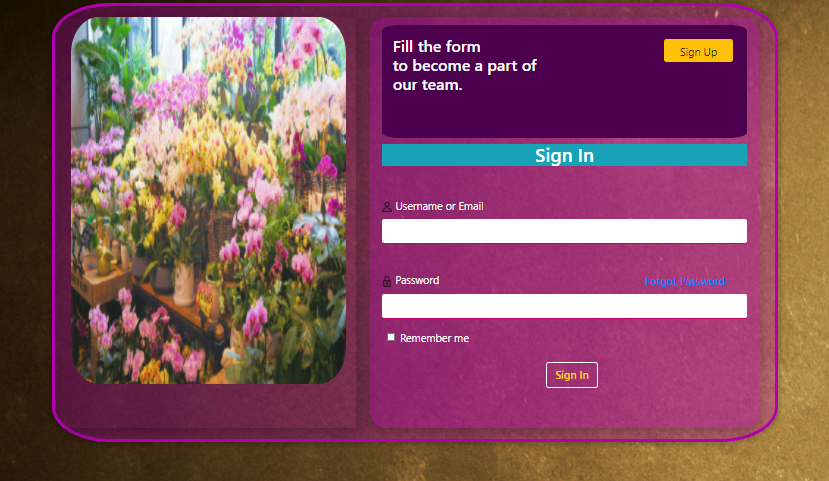 Fill the form
to become a part of
our team.
Sign Up
Sign In
Username or Email
Password
Forgot Password!
Remember me
Sign In